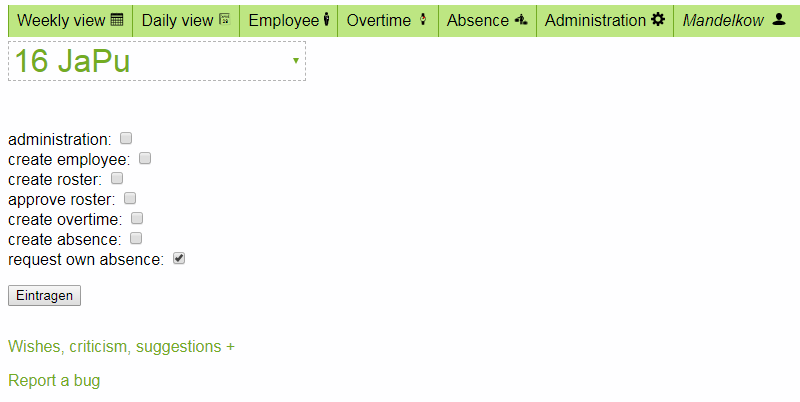 Weekly view Daily view Employee Overtime Absence Administration Mandelkow
16 JaPu
administration:
create employee:
create roster:
approve roster:
create overtime:
create absence:
request own absence:
Eintragen
Wishes, criticism, suggestions +
Report a bug